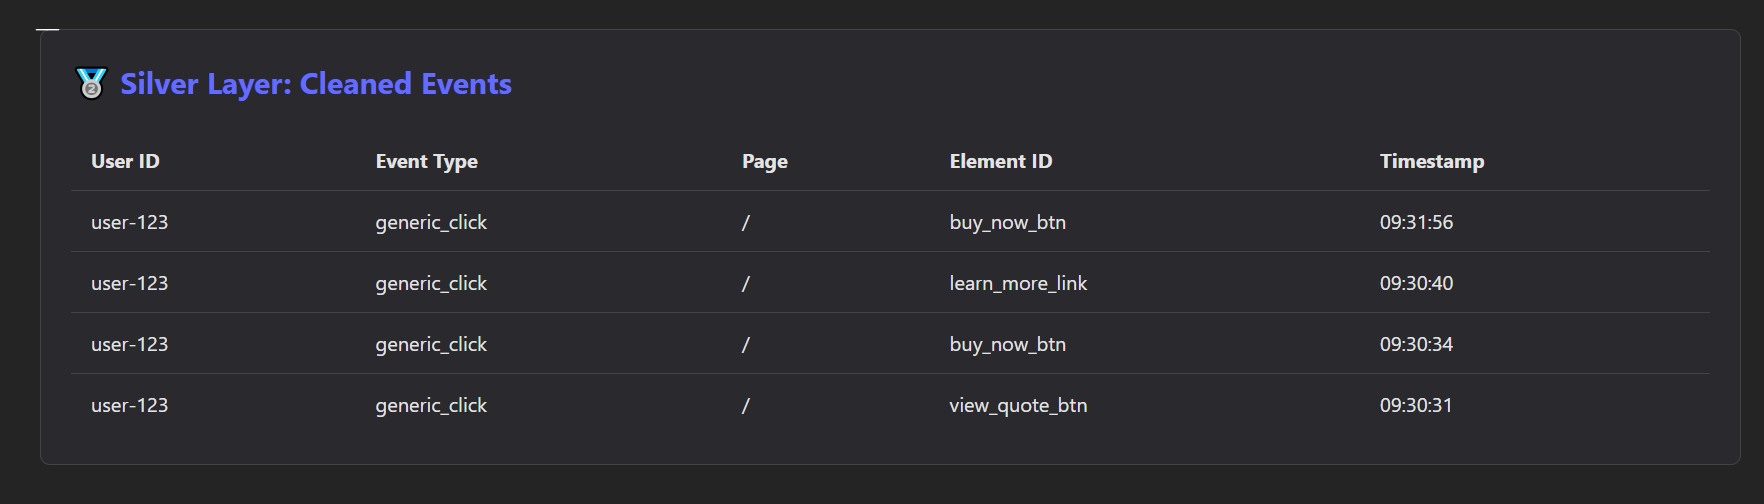 Silver Layer: Cleaned Events
User ID Event Type Page Element ID Timestamp
user-123 generic_click / buy_now_btn 09:31:56
user-123 generic_click / learn_more_link 09:30:40
user-123 generic_click / buy_now_btn 09:30:34
user-123 generic_click / view_quote_btn 09:30:31